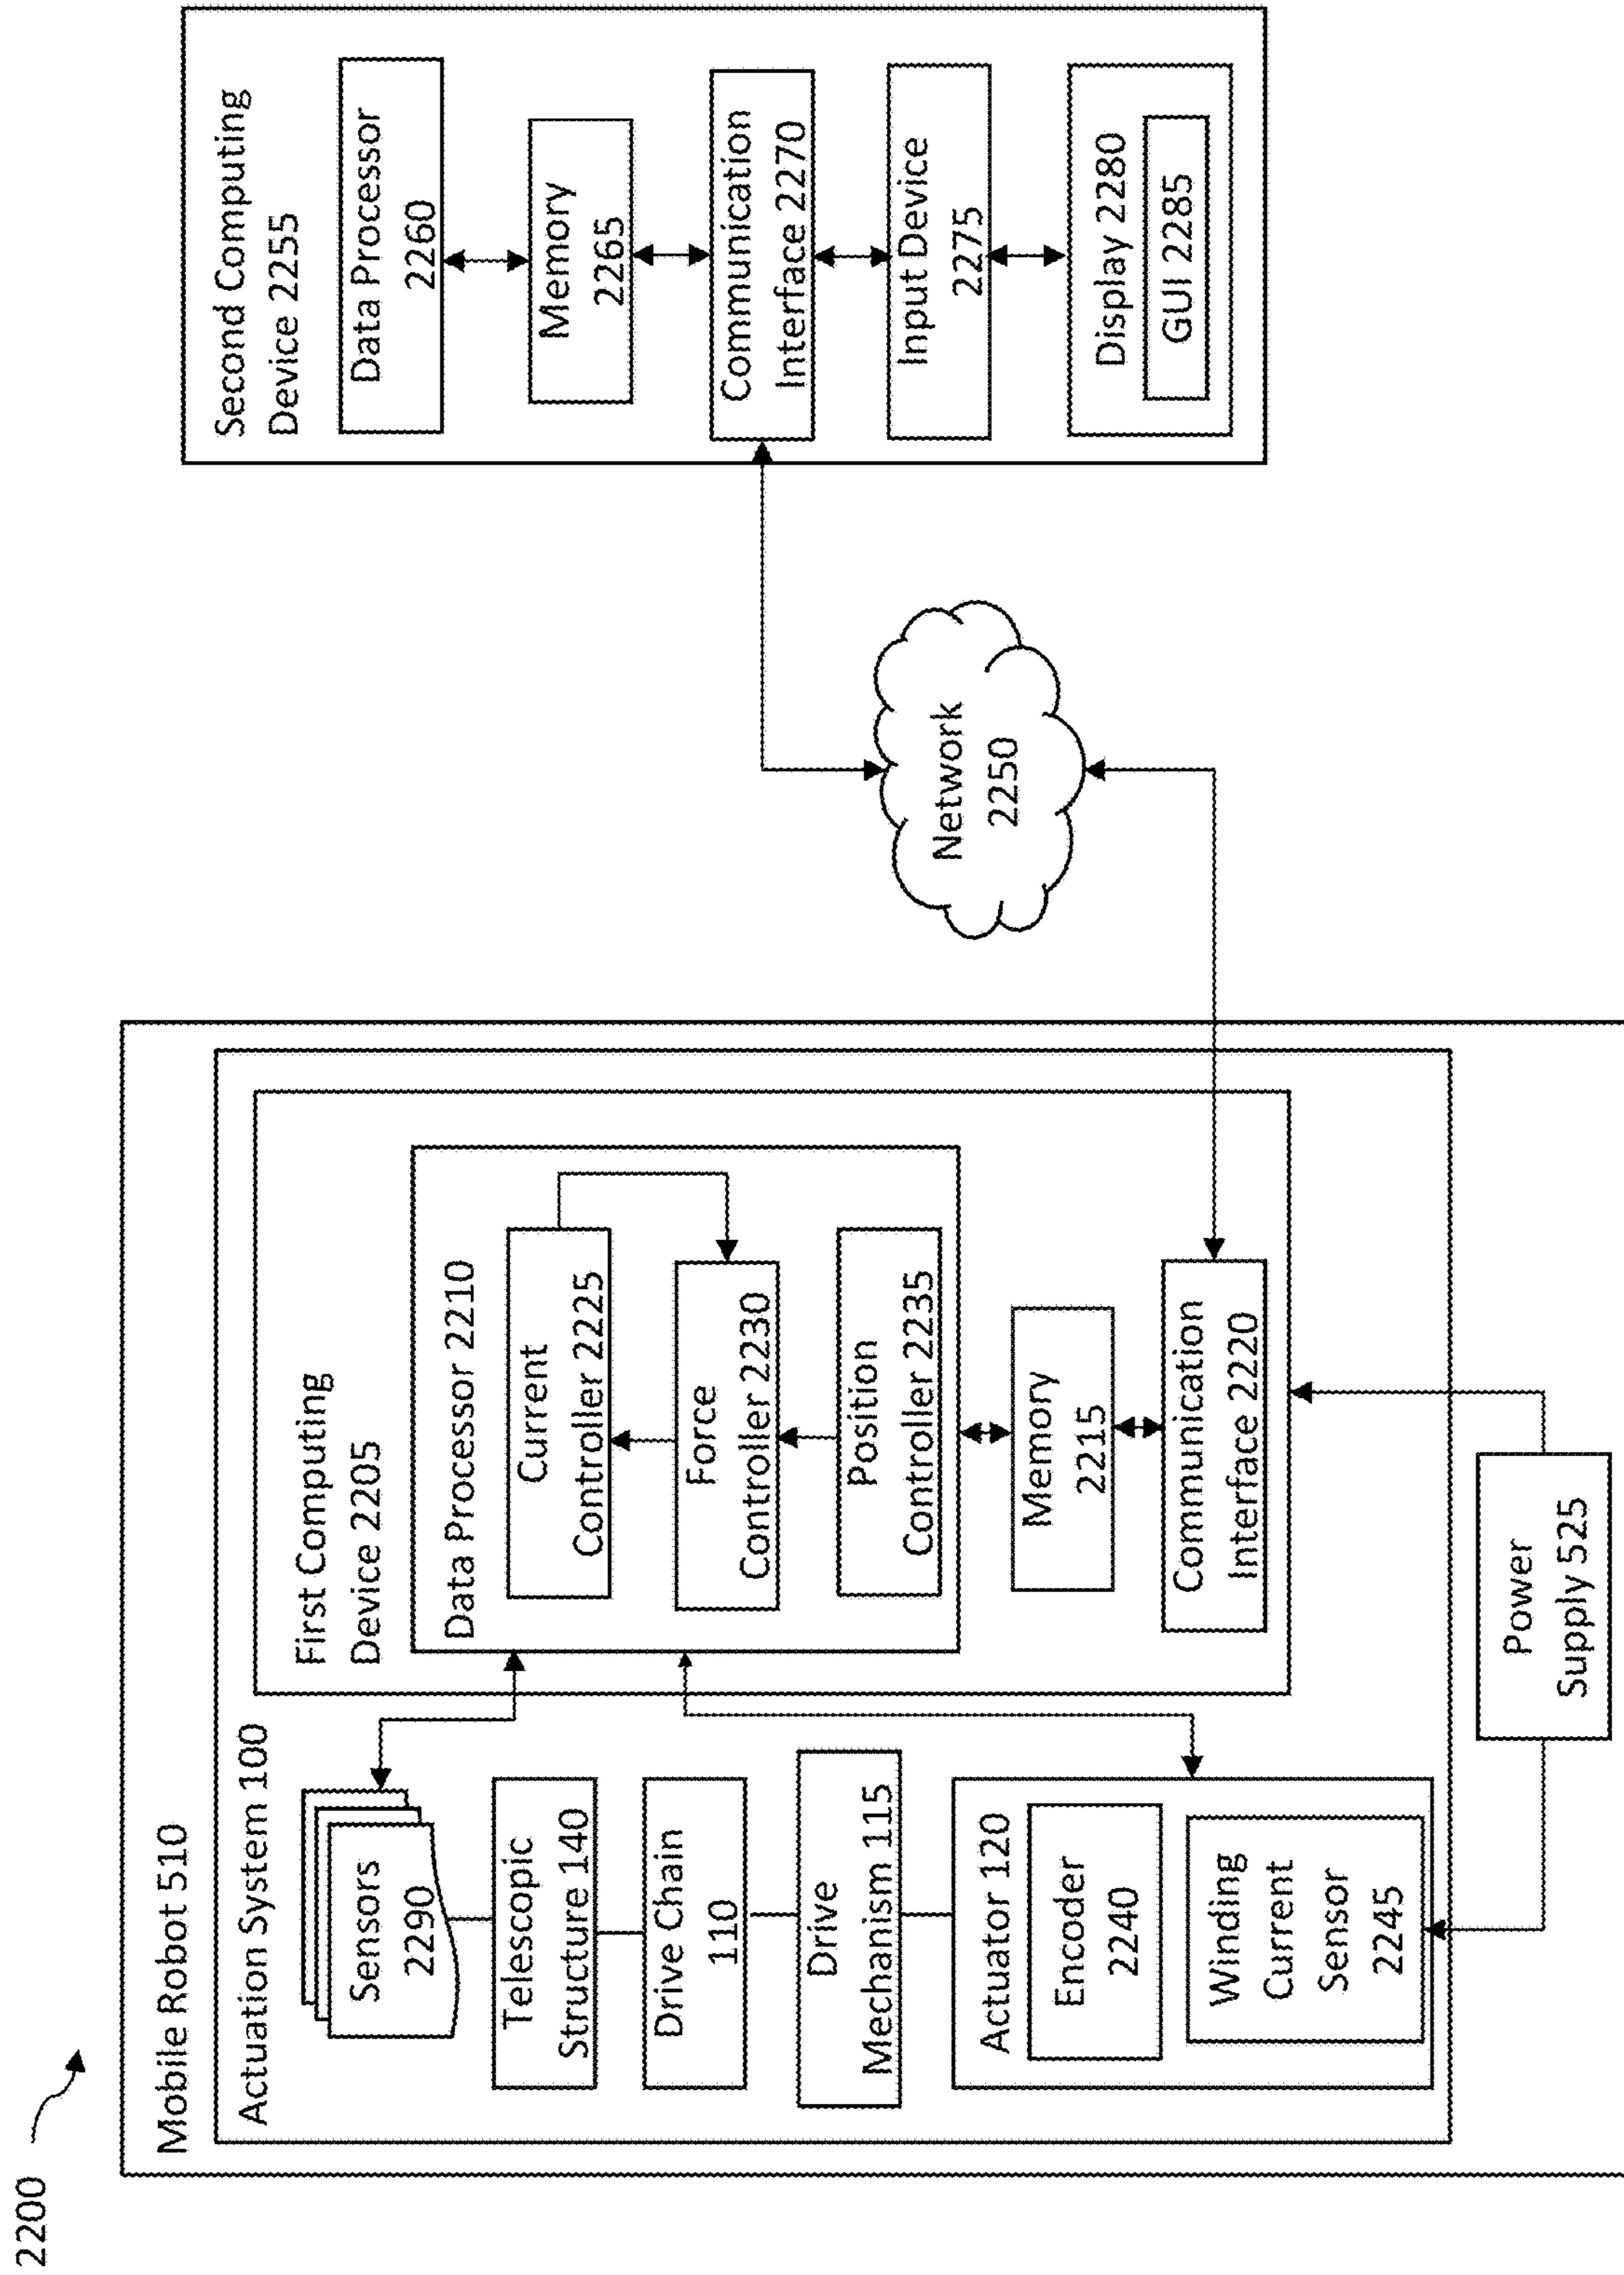 2200
Mobile Robot 510
Actuation System 100
Sensors
2290
Telescopic
Structure 140
Drive Chain
110
Drive
Mechanism 115
Actuator 120
Encoder
2240
Winding
Current
Sensor
2245
First Computing
Device 2205
Data Processor 2210
Current
Controller 2225
Force
Controller 2230
Position
Controller 2235
Memory
2215
Communication
Interface 2220
Power
Supply 525
Network
2250
Second Computing
Device 2255
Data Processor
2260
Memory
2265
Communication
Interface 2270
Input Device
2275
Display 2280
GUI 2285